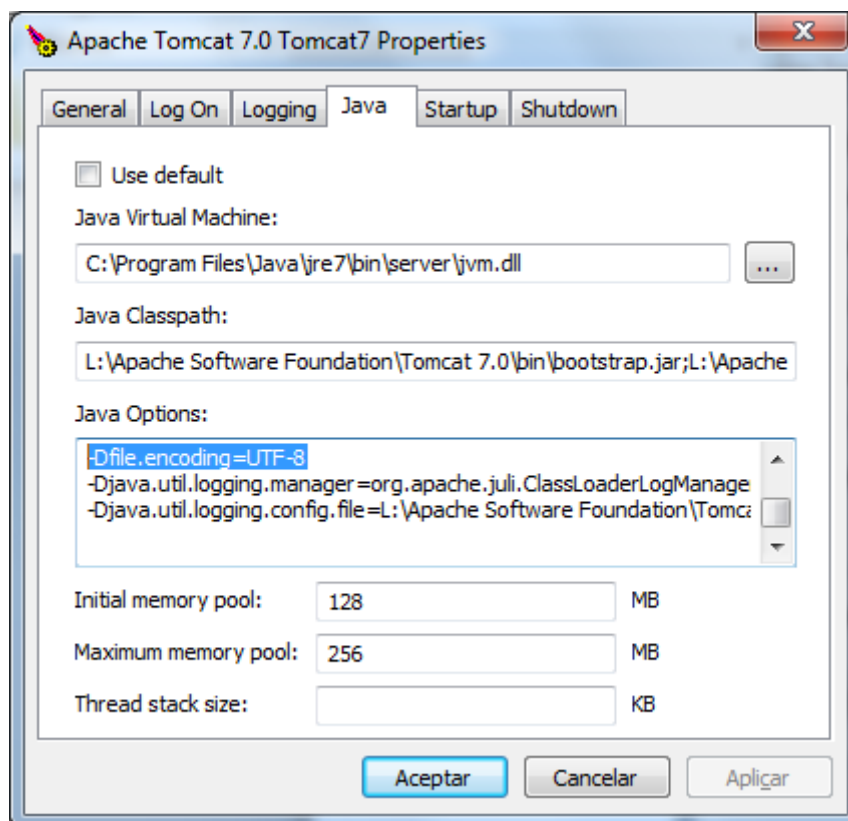 Apache Tomcat 7.0 Tomcat7 Properties
General Log On Logging Java Startup Shutdown
Use default
Java Virtual Machine:
C:\Program Files\Java\jre7\bin\server\jvm.dll
...
Java Classpath:
L:\Apache Software Foundation\Tomcat 7.0\bin\bootstrap.jar;L:\Apache
Java Options:
-Dfile.encoding=UTF-8
-Djava.util.logging.manager=org.apache.juli.ClassLoaderLogManager
-Djava.util.logging.config.file=L:\Apache Software Foundation\Tomca
Initial memory pool: 128 MB
Maximum memory pool: 256 MB
Thread stack size: KB
Aceptar Cancelar Aplicar